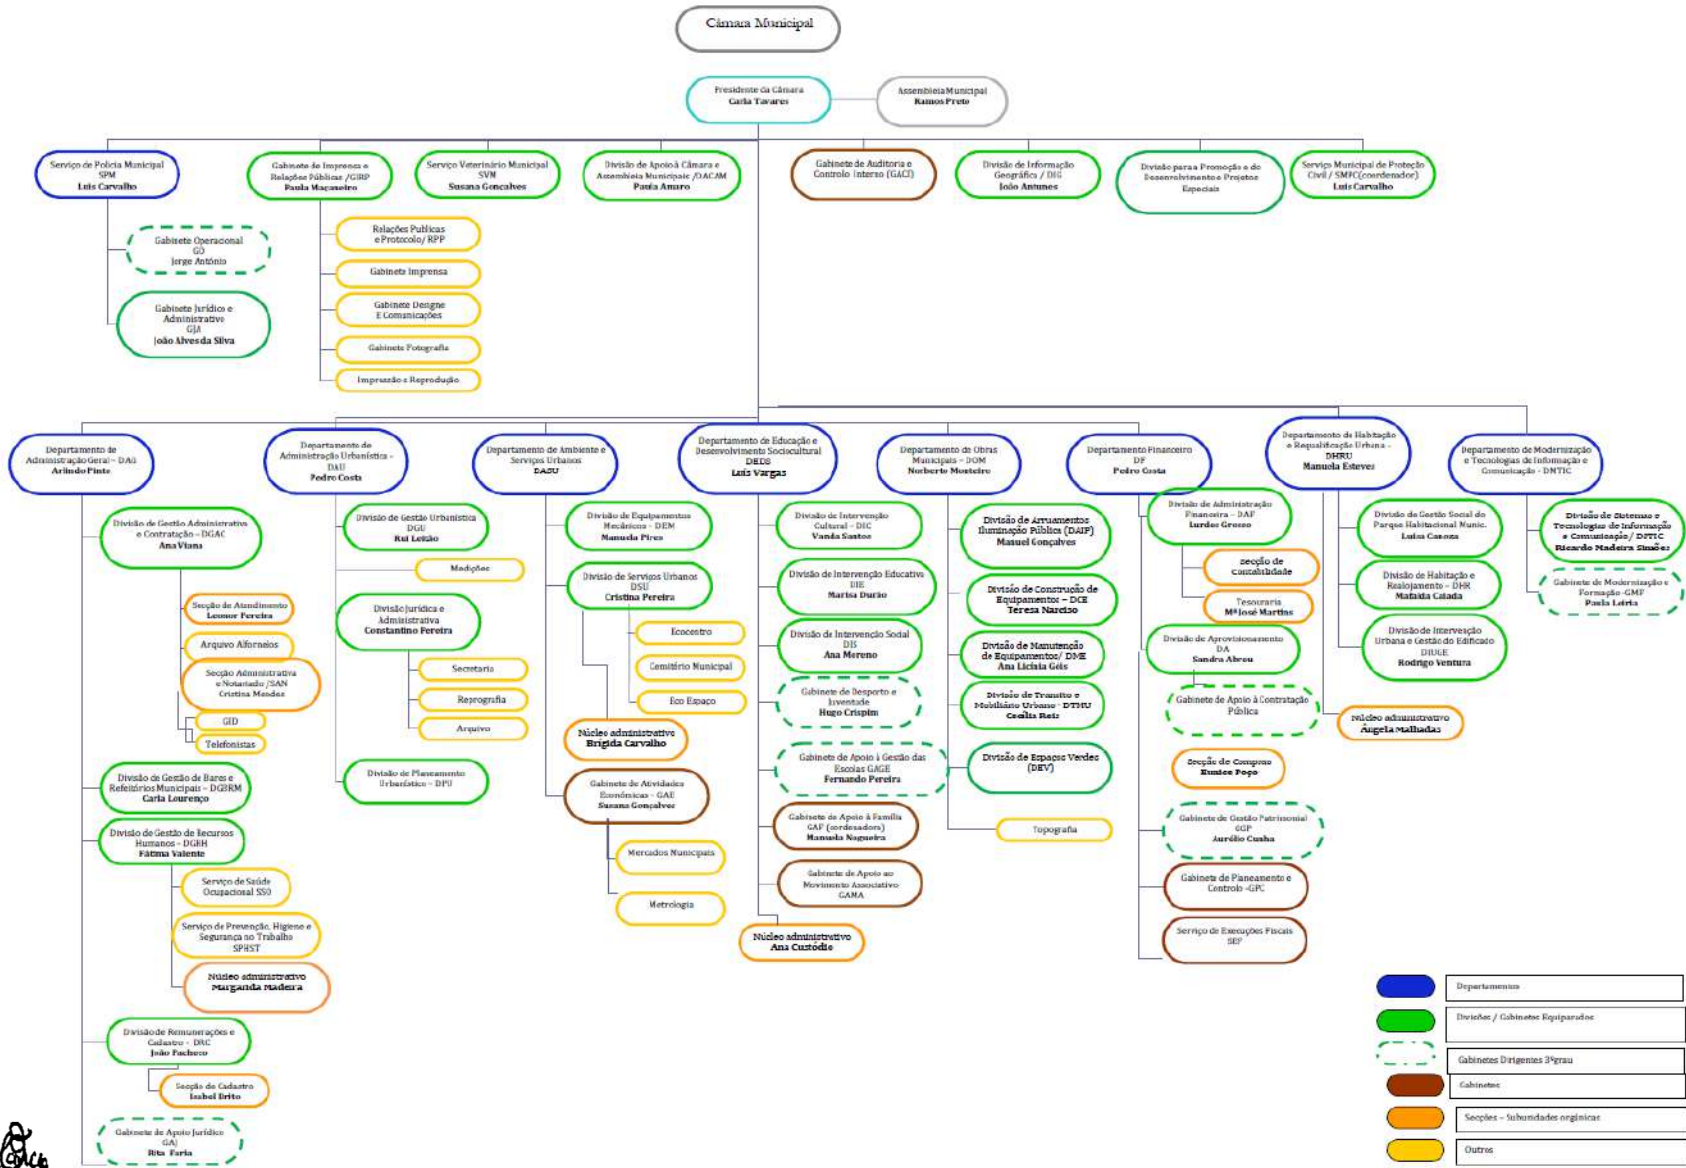 Câmara Municipal
Presidente da Câmara
Carla Tavares
Assembleia Municipal
Ramos Preto
Serviço de Policia Municipal
SPM
Luis Carvalho
Gabinete de Imprensa e
Relações Públicas /GIRP
Paula Maçaneiro
Serviço Veterinário Municipal
SVM
Susana Gonçalves
Divisão de Apoio à Câmara e
Assembleia Municipais /DACAM
Paula Amaro
Gabinete de Auditoria e
Controlo Interno (GACI)
Divisão de Informação
Geográfica / DIG
João Antunes
Divisão para a Promoção e do
Desenvolvimento e Projetos
Especiais
Serviço Municipal de Proteção
Civil / SMPC(coordenador)
Luis Carvalho
Gabinete Operacional
GO
Jorge António
Gabinete Jurídico e
Administrativo
GJA
João Alves da Silva
Relações Publicas
e Protocolo/ RPP
Gabinete Imprensa
Gabinete Designe
E Comunicações
Gabinete Fotografia
Impressão e Reprodução
Departamento de
Administração Geral – DAG
Arlindo Pinto
Departamento de
Administração Urbanística –
DAU
Pedro Costa
Departamento de Ambiente e
Serviços Urbanos
DASU
Departamento de Educação e
Desenvolvimento Sociocultural
DEDS
Luís Vargas
Departamento de Obras
Municipais – DOM
Norberto Monteiro
Departamento Financeiro
DF
Pedro Costa
Departamento de Habitação
e Requalificação Urbana -
DHRU
Manuela Esteves
Departamento de Modernização
e Tecnologias de Informação e
Comunicação - DMTIC
Divisão de Gestão Administrativa
e Contratação – DGAC
Ana Viana
Secção de Atendimento
Leonor Pereira
Arquivo Alfornelos
Secção Administrativa
e Notariado /SAN
Cristina Mendes
GID
Telefonistas
Divisão de Gestão de Bares e
Refeitórios Municipais – DGBRM
Carla Lourenço
Divisão de Gestão de Recursos
Humanos – DGRH
Fátima Valente
Serviço de Saúde
Ocupacional SSO
Serviço de Prevenção, Higiene e
Segurança no Trabalho
SPHST
Núcleo administrativo
Margarida Madeira
Divisão de Remunerações e
Cadastro - DRC
João Pacheco
Secção de Cadastro
Isabel Brito
Gabinete de Apoio Jurídico
GAJ
Rita Faria
Divisão de Gestão Urbanística
DGU
Rui Leitão
Medições
Divisão Jurídica e
Administrativa
Constantino Pereira
Secretaria
Reprografia
Arquivo
Divisão de Planeamento
Urbanístico – DPU
Divisão de Equipamentos
Mecânicos - DEM
Manuela Pires
Divisão de Serviços Urbanos
DSU
Cristina Pereira
Ecocentro
Cemitério Municipal
Eco Espaço
Núcleo administrativo
Brígida Carvalho
Gabinete de Atividades
Económicas - GAE
Susana Gonçalves
Mercados Municipais
Metrologia
Divisão de Intervenção
Cultural – DIC
Vanda Santos
Divisão de Intervenção Educativa
DIE
Marisa Durão
Divisão de Intervenção Social
DIS
Ana Moreno
Gabinete de Desporto e
Juventude
Hugo Crispim
Gabinete de Apoio à Gestão das
Escolas GAGE
Fernando Pereira
Gabinete de Apoio à Família
GAF (cordenadora)
Manuela Nogueira
Gabinete de Apoio ao
Movimento Associativo
GAMA
Núcleo administrativo
Ana Custódio
Divisão de Arruamentos
Iluminação Pública (DAIP)
Manuel Gonçalves
Divisão de Construção de
Equipamentos – DCE
Teresa Narciso
Divisão de Manutenção
de Equipamentos/ DME
Ana Licínia Góis
Divisão de Transito e
Mobiliário Urbano - DTMU
Cecília Reis
Divisão de Espaços Verdes
(DEV)
Topografia
Divisão de Administração
Financeira – DAF
Lurdes Grosso
Secção de
Contabilidade
Tesouraria
Mª José Martins
Divisão de Aprovisionamento
DA
Sandra Abreu
Gabinete de Apoio à Contratação
Pública
Secção de Compras
Eunice Poço
Gabinete de Gestão Patrimonial
GGP
Aurélio Cunha
Gabinete de Planeamento e
Controlo -GPC
Serviço de Execuções Fiscais
SEF
Divisão de Gestão Social do
Parque Habitacional Munic.
Luísa Canoza
Divisão de Habitação e
Realojamento – DHR
Mafalda Calada
Divisão de Intervenção
Urbana e Gestão do Edificado
DIUGE
Rodrigo Ventura
Núcleo administrativo
Ângela Malhadas
Divisão de Sistemas e
Tecnologias de Informação
e Comunicação/ DSTIC
Ricardo Madeira Simões
Gabinete de Modernização e
Formação -GMF
Paula Leiria
Departamentos
Divisões / Gabinetes Equiparados
Gabinetes Dirigentes 3ºgrau
Gabinetes
Secções – Subunidades orgânicas
Outros